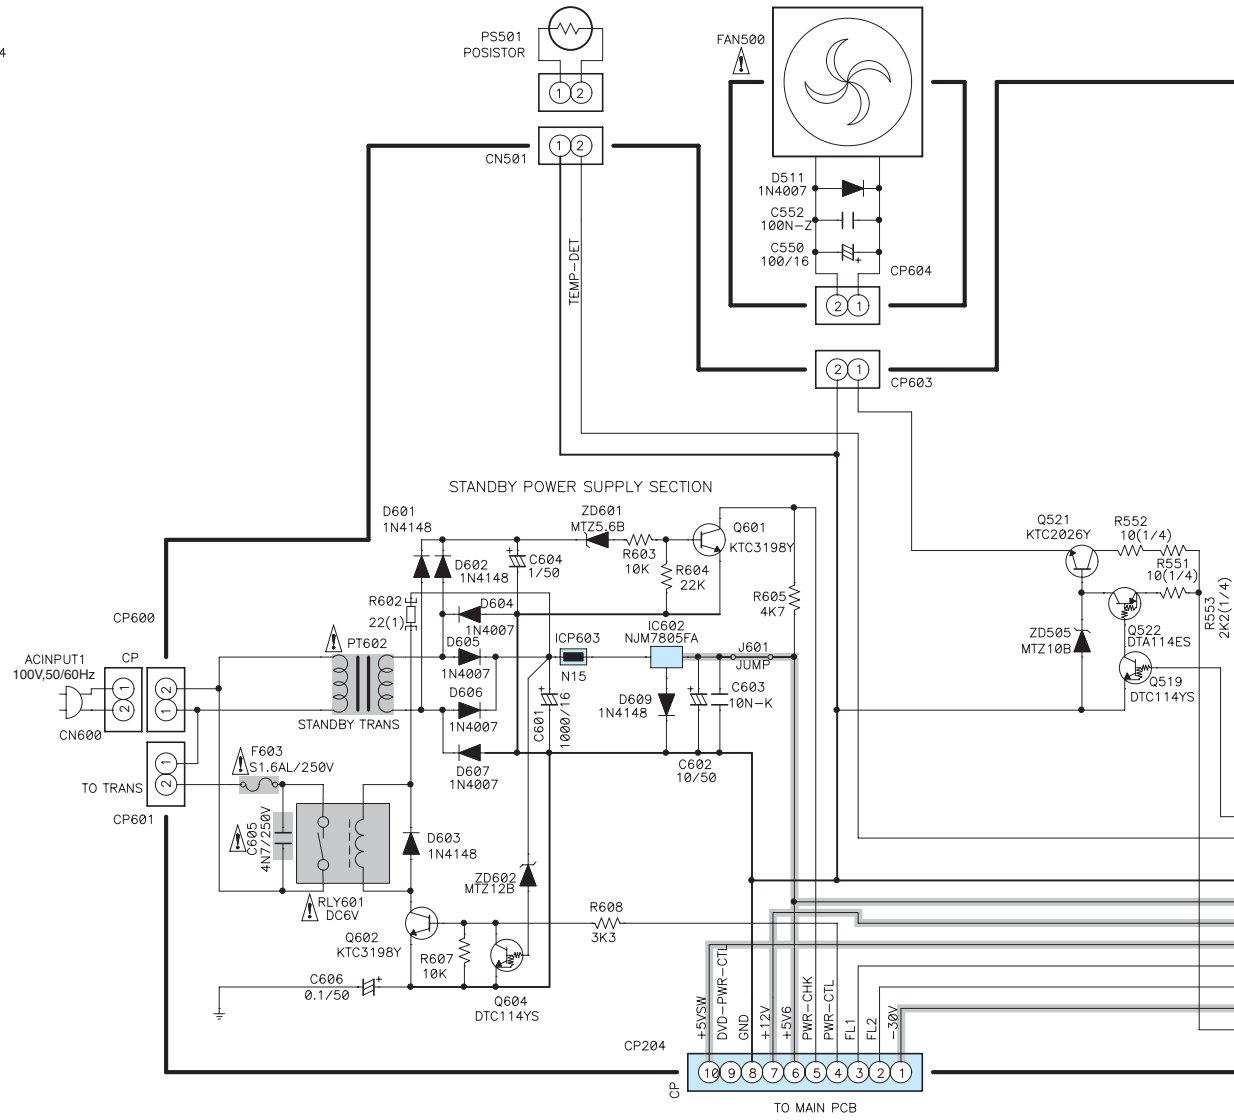 4
PS501
POSISTOR
1 2
CN501
1 2
TEMP-DET
FAN500
D511
1N4007
C552
100N-Z
C550
100/16
CP604
2 1
2 1
CP603
STANDBY POWER SUPPLY SECTION
D601
1N4148
D602
1N4148
C604
1/50
ZD601
MTZ5.6B
R603
10K
R604
22K
Q601
KTC3198Y
R605
4K7
R602
22(1)
D604
1N4007
D605
1N4007
D606
1N4007
D607
1N4007
ICP603
N15
IC602
NJM7805FA
J601
JUMP
C601
1000/16
D609
1N4148
C603
10N-K
C602
10/50
Q521
KTC2026Y
R552
10(1/4)
R551
10(1/4)
R553
2K2(1/4)
ZD505
MTZ10B
Q522
DTA114ES
Q519
DTC114YS
CP600
ACINPUT1
100V,50/60Hz
CP
1
2
2
1
CN600
PT602
STANDBY TRANS
F603
S1.6AL/250V
TO TRANS
1
2
CP601
C605
4N7/250V
RLY601
DC6V
D603
1N4148
ZD602
MTZ12B
Q602
KTC3198Y
R607
10K
R608
3K3
C606
0.1/50
Q604
DTC114YS
+5VSW
DVD-PWR-CTL
GND
+12V
+5V6
PWR-CHK
PWR-CTL
FL1
FL2
-30V
CP204
CP
10 9 8 7 6 5 4 3 2 1
TO MAIN PCB